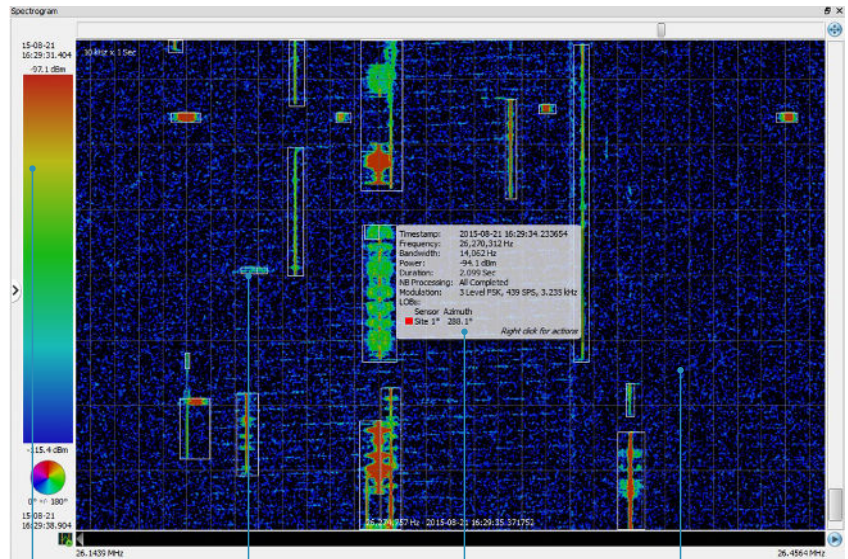 Spectrogram
15-08-21
16:29:31.404
-97.1 dBm
10 kHz x 1 Sec
Timestamp: 2015-08-21 16:29:34.233654
Frequency: 26,270,312 Hz
Bandwidth: 14,062 Hz
Power: -94.1 dBm
Duration: 2.099 Sec
NB Processing: All Completed
Modulation: 3 Level FSK, 439 SPS, 3.235 kHz
LOBs:
Sensor Azimuth
Site 1* 288.1°
Right click for actions
-115.4 dBm
0° +/- 180°
15-08-21
16:29:38.904
2015-08-21 16:29:35.371752
26.1439 MHz
26.4564 MHz